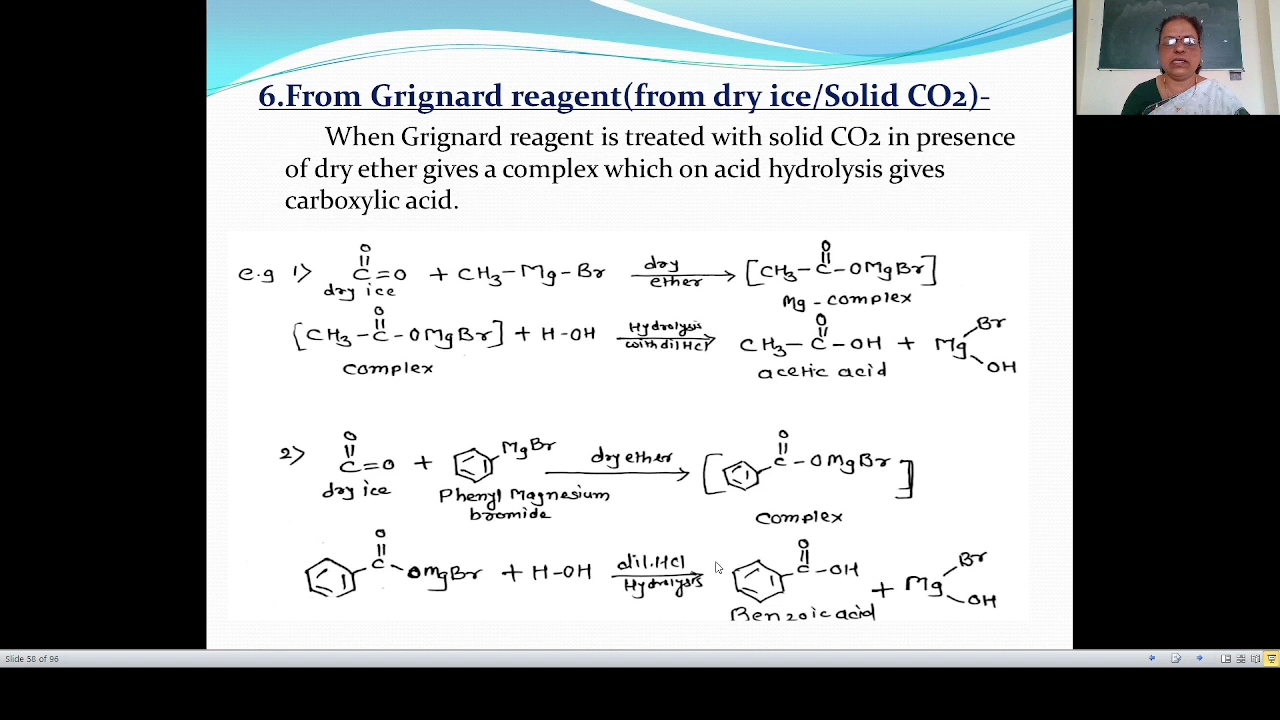 6.From Grignard reagent(from dry ice/Solid CO2)-
When Grignard reagent is treated with solid CO2 in presence
of dry ether gives a complex which on acid hydrolysis gives
carboxylic acid.
e.g 1> O=C=O + CH3-Mg-Br dry ether → [CH3-C(=O)-OMgBr]
dry ice Mg-complex
[CH3-C(=O)-OMgBr] + H-OH Hydrolysis with dil HCl → CH3-C(=O)-OH + Mg Br OH
complex acetic acid
2> O=C=O + MgBr dry ether → [C(=O)-OMgBr]
dry ice Phenyl Magnesium bromide
complex
C(=O)-OMgBr + H-OH dil.HCl Hydrolysis → C(=O)-OH + Mg Br OH
Benzoic acid
Slide 58 of 96